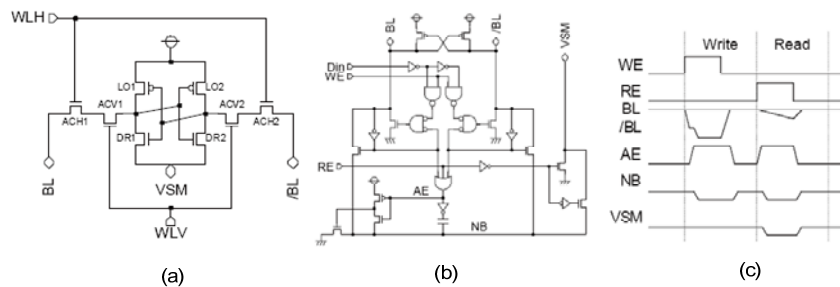 WLH
LO1
LO2
ACV1
ACV2
ACH1
ACH2
DR1
DR2
BL
VSM
/BL
WLV
(a)
BL
/BL
VSM
Din
WE
RE
AE
NB
(b)
Write
Read
WE
RE
BL
/BL
AE
NB
VSM
(c)